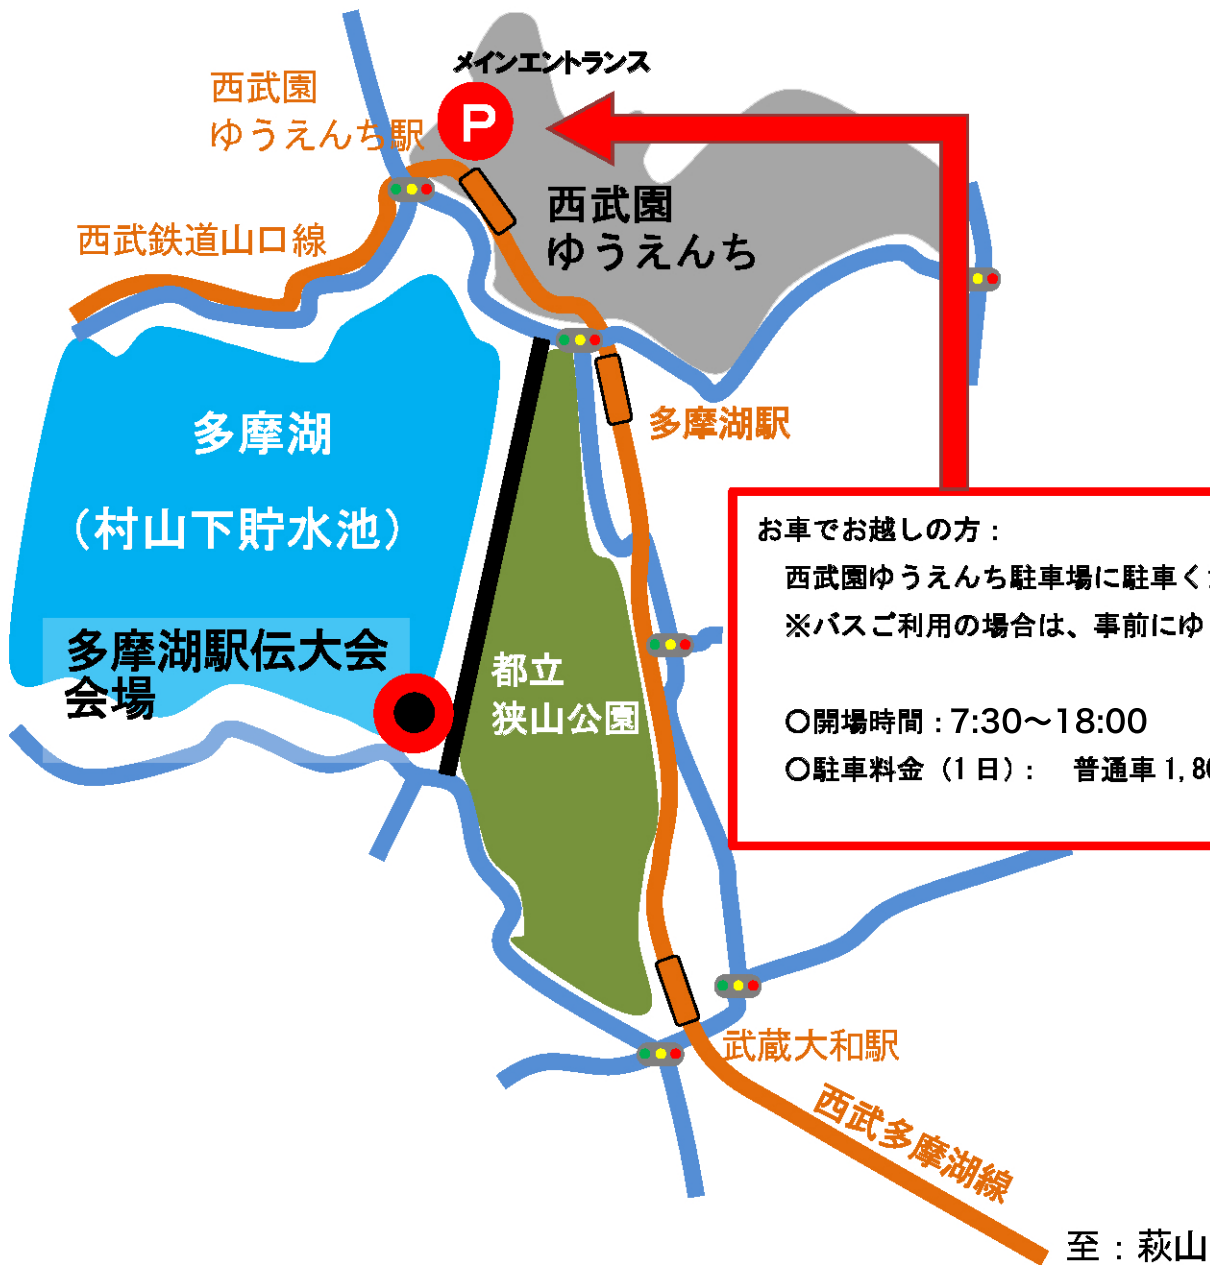 メインエントランス
西武園
ゆうえんち駅
P
西武園
ゆうえんち
西武鉄道山口線
多摩湖
(村山下貯水池)
多摩湖駅
お車でお越しの方:
西武園ゆうえんち駐車場に駐車く
※バスご利用の場合は、事前にゆ
〇開場時間:7:30~18:00
〇駐車料金(1日): 普通車 1,80
多摩湖駅伝大会
会場
都立
狭山公園
武蔵大和駅
西武多摩湖線
至:萩山